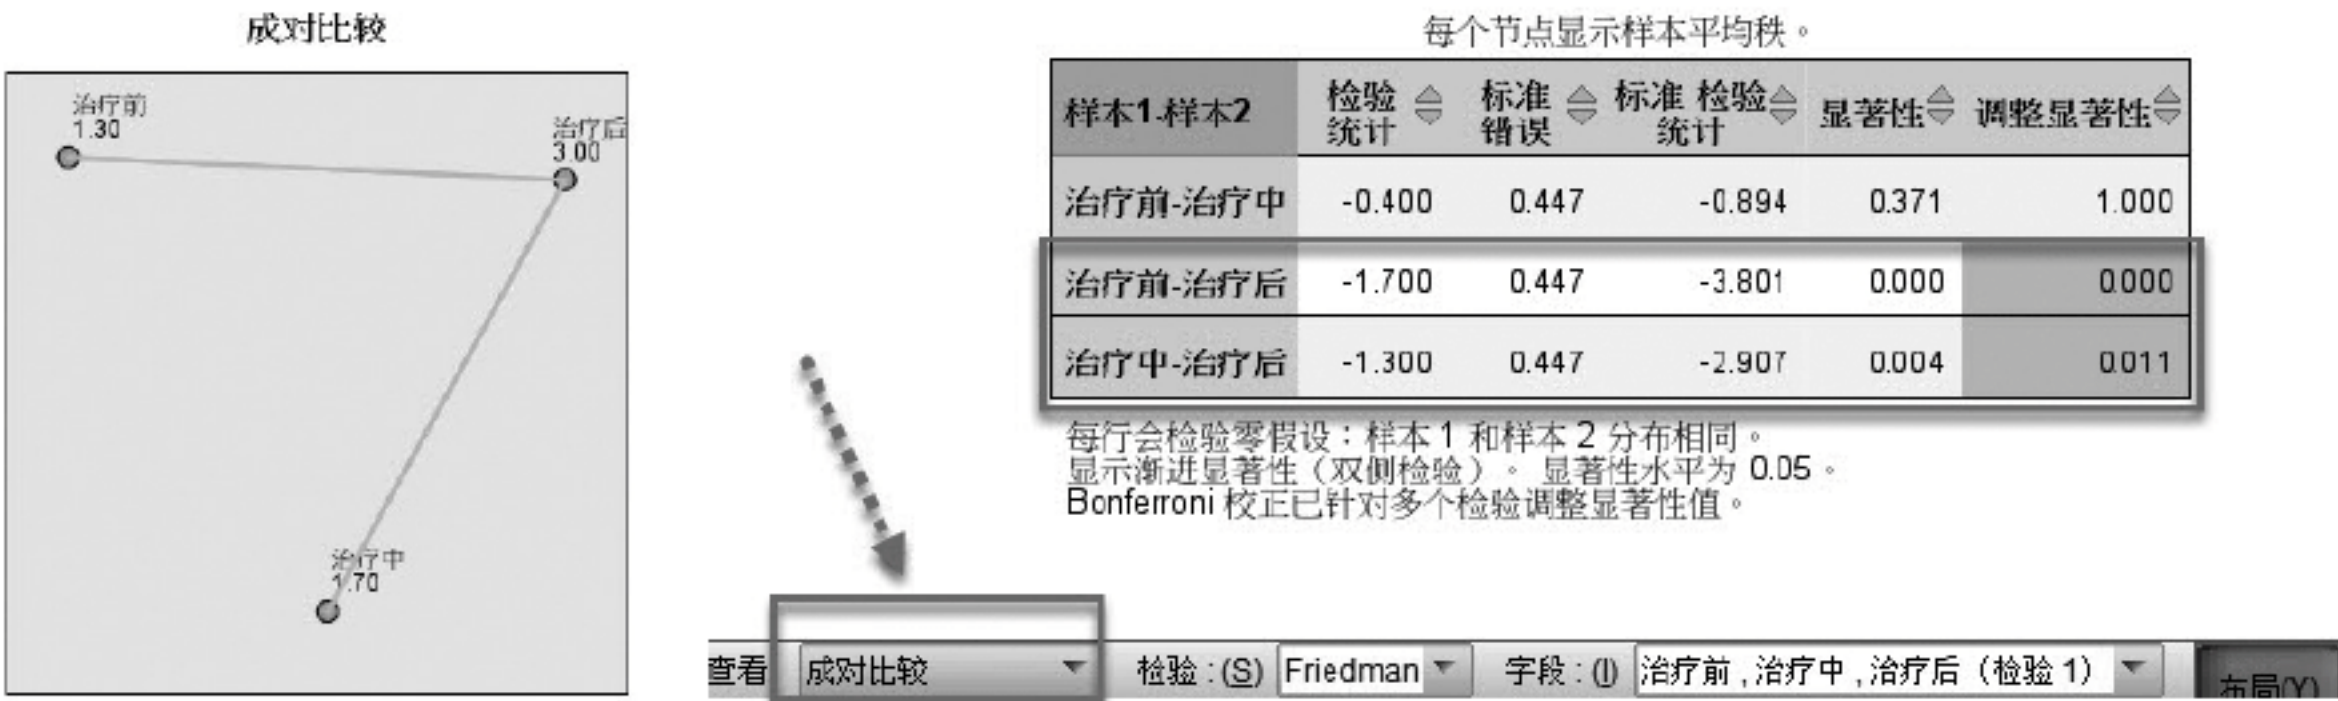 成对比较
治疗前
1.30
治疗后
3.00
治疗中
1.70
每个节点显示样本平均秩。
样本1-样本2 检验统计 标准错误 标准 检验统计 显著性 调整显著性
治疗前-治疗中 -0.400 0.447 -0.894 0.371 1.000
治疗前-治疗后 -1.700 0.447 -3.801 0.000 0.000
治疗中-治疗后 -1.300 0.447 -2.907 0.004 0.011
每行会检验零假设：样本 1 和样本 2 分布相同。
显示渐进显著性（双侧检验）。 显著性水平为 0.05。
Bonferroni 校正已针对多个检验调整显著性值。
查看 成对比较 检验：(S) Friedman 字段：(I) 治疗前，治疗中，治疗后（检验 1） 布局(Y)